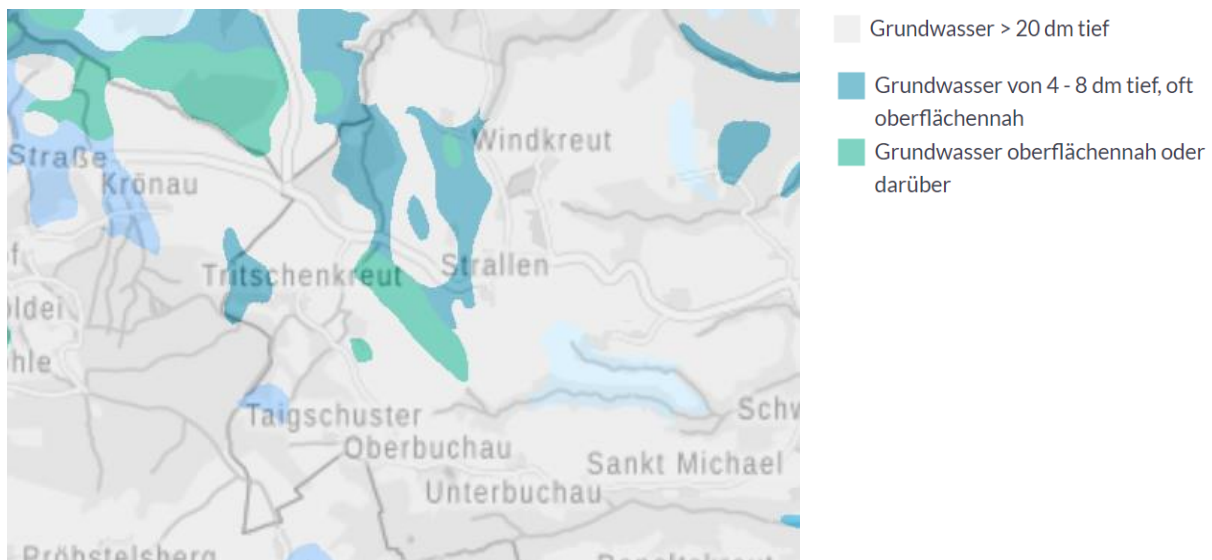 Grundwasser > 20 dm tief
Grundwasser von 4 - 8 dm tief, oft
oberflächennah
Grundwasser oberflächennah oder
darüber
Windkreut
Straße
Krönau
Strallen
Tritschenkreut
Taigschuster
Oberbuchau
Sankt Michael
Unterbuchau
Pröbstelsberg